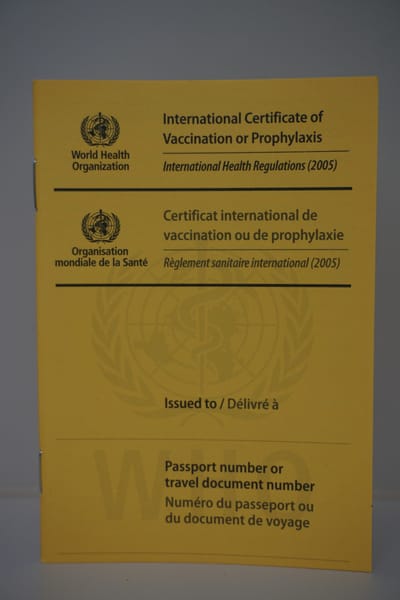 World Health
Organization
International Certificate of
Vaccination or Prophylaxis
International Health Regulations (2005)
Organisation
mondiale de la Santé
Certificat international de
vaccination ou de prophylaxie
Règlement sanitaire international (2005)
Issued to / Délivré à
WHO
Passport number or
travel document number
Numéro du passeport ou
du document de voyage